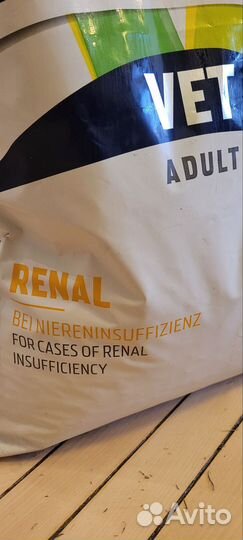 VET
ADULT
RENAL
BEI NIERENINSUFFIZIENZ
FOR CASES OF RENAL
INSUFFICIENCY
Avito